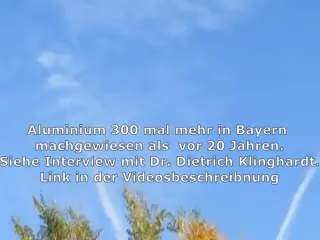 Aluminium 300 mal mehr in Bayern
machgewiesen als  vor 20 Jahren.
Siehe Interview mit Dr. Dietrich Klinghardt.
Link in der Videosbeschreibnung